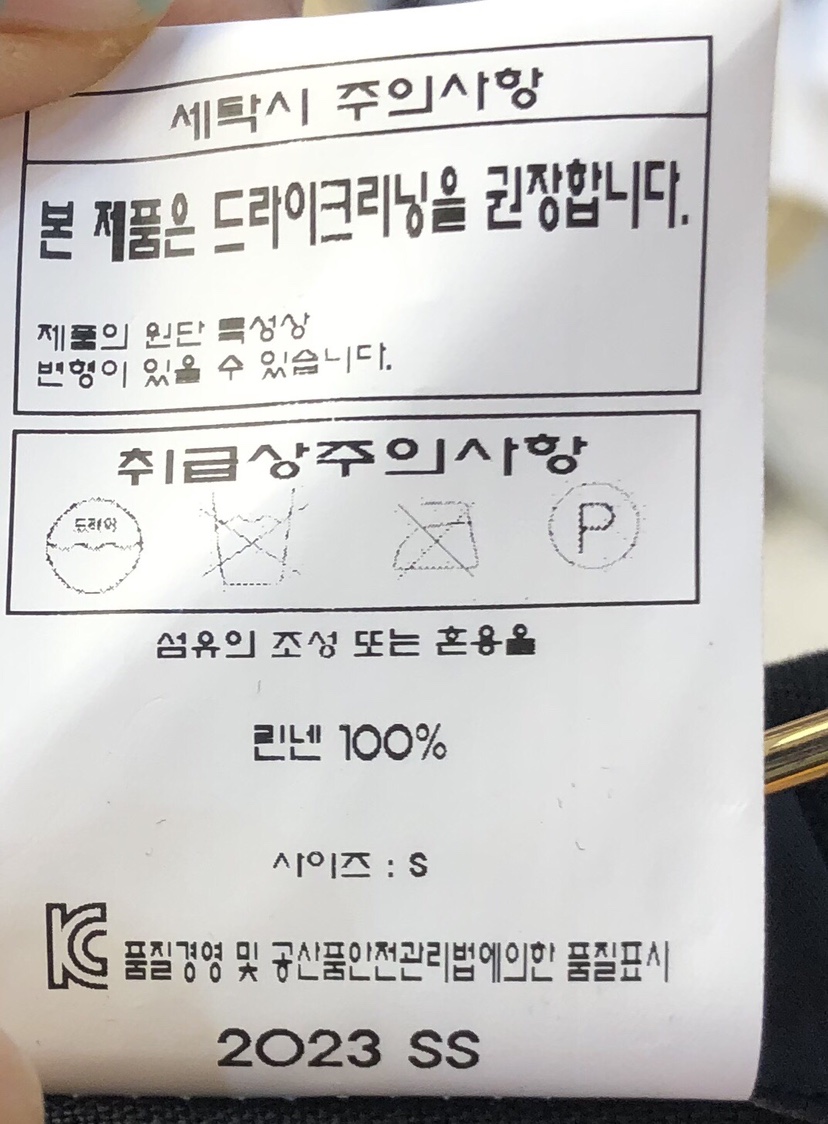 세탁시 주의사항
본 제품은 드라이크리닝을 권장합니다.
제품의 원단 특성상
변형이 있을 수 있습니다.
취급상주의사항
드라이
P
섬유의 조성 또는 혼용율
린넨 100%
사이즈 : S
KC 품질경영 및 공산품안전관리법에의한 품질표시
2023 SS